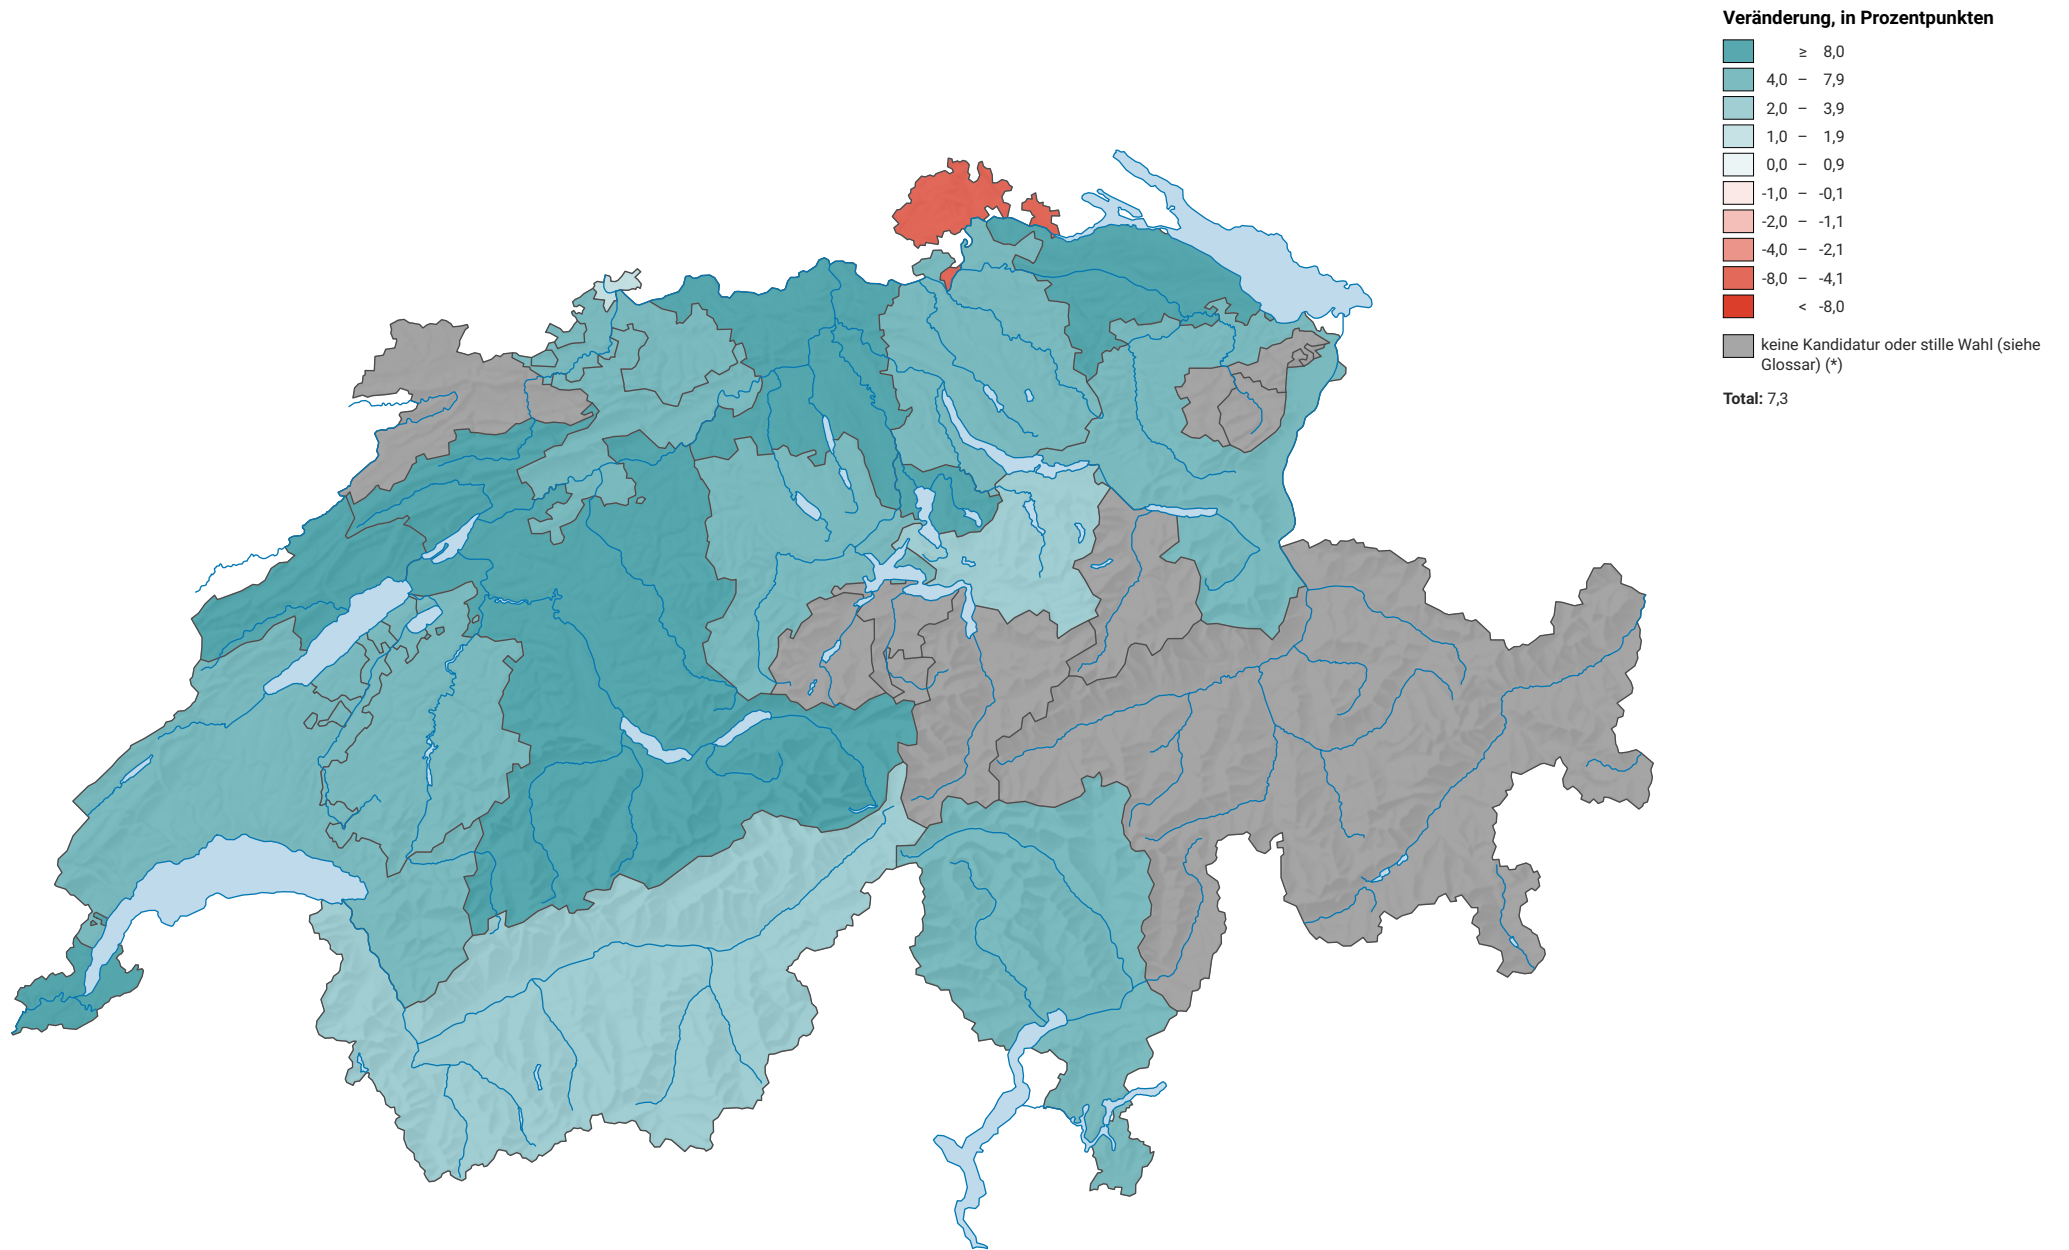 Veränderung, in Prozentpunkten
≥ 8,0
4,0 – 7,9
2,0 – 3,9
1,0 – 1,9
0,0 – 0,9
-1,0 – -0,1
-2,0 – -1,1
-4,0 – -2,1
-8,0 – -4,1
< -8,0
keine Kandidatur oder stille Wahl (siehe
Glossar) (*)
Total: 7,3